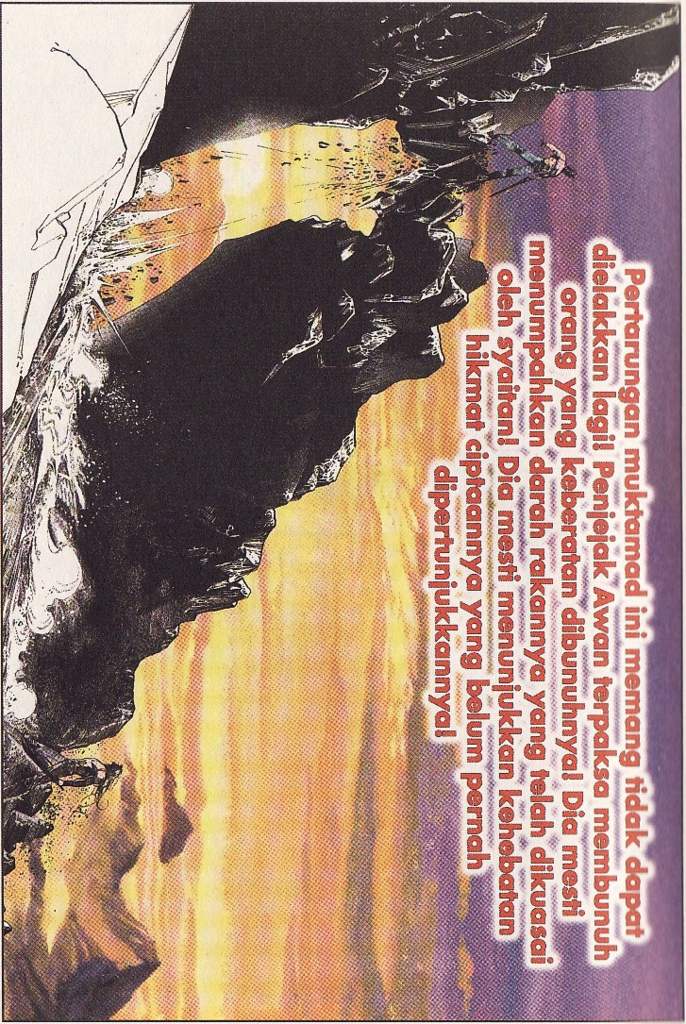 Pertarungan muktamad ini memang tidak dapat
dielakkan lagi! Penjejak Awan terpaksa membunuh
orang yang keberatan dibunuhnya! Dia mesti
menumpahkan darah rakannya yang telah dikuasai
oleh syaitan! Dia mesti menunjukkan kehebatan
hikmat ciptaannya yang belum pernah
dipertunjukkannya!